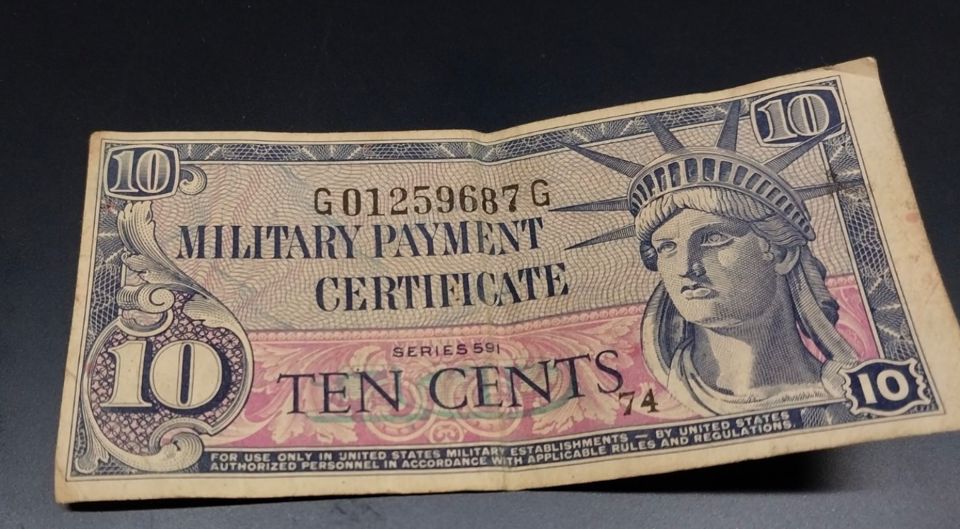 10
10
G01259687G
MILITARY PAYMENT
CERTIFICATE
SERIES 591
10
TEN CENTS
74
10
FOR USE ONLY IN UNITED STATES MILITARY ESTABLISHMENTS — BY UNITED STATES
AUTHORIZED PERSONNEL IN ACCORDANCE WITH APPLICABLE RULES AND REGULATIONS.